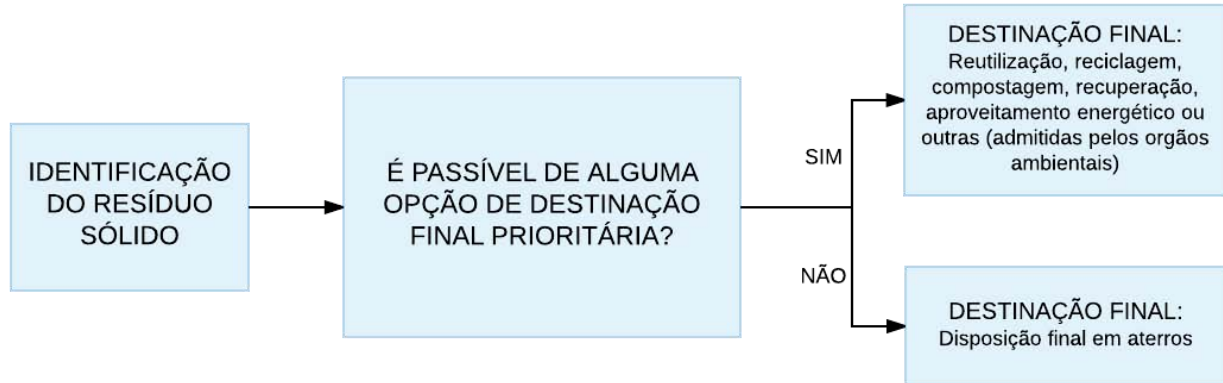 IDENTIFICAÇÃO
DO RESÍDUO
SÓLIDO
É PASSÍVEL DE ALGUMA
OPÇÃO DE DESTINAÇÃO
FINAL PRIORITÁRIA?
SIM
NÃO
DESTINAÇÃO FINAL:
Reutilização, reciclagem,
compostagem, recuperação,
aproveitamento energético ou
outras (admitidas pelos orgãos
ambientais)
DESTINAÇÃO FINAL:
Disposição final em aterros